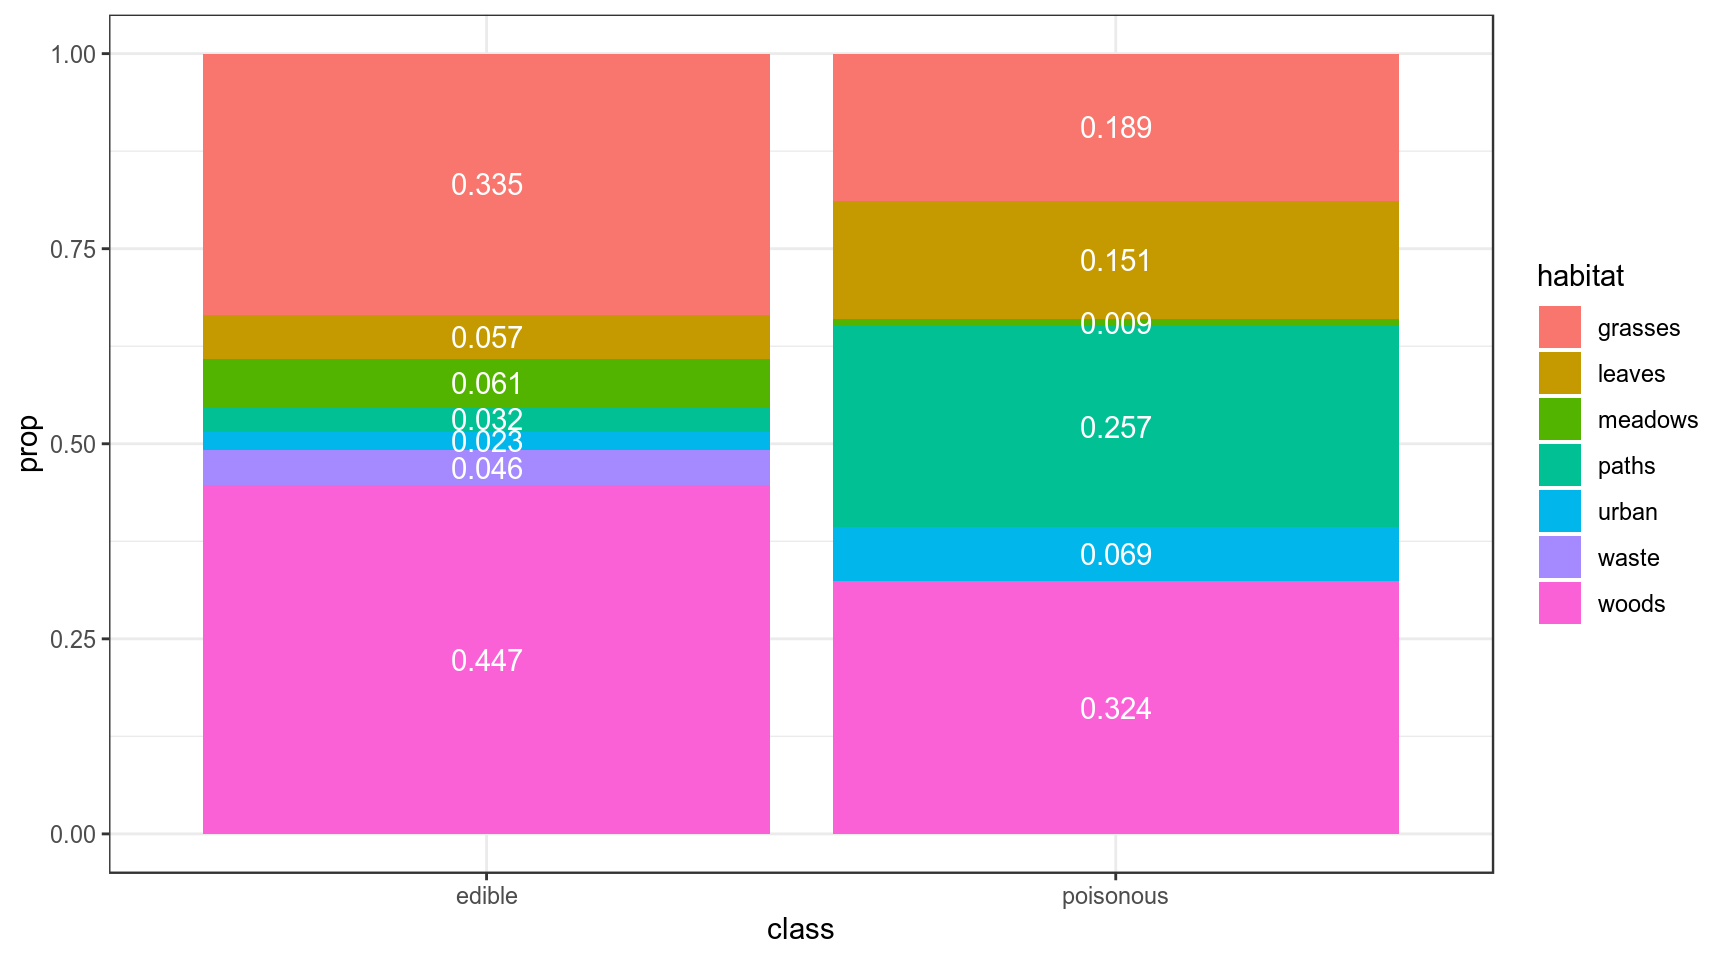 1.00
0.75
0.50
0.25
0.00
prop
0.335
0.057
0.061
0.032
0.023
0.046
0.447
0.189
0.151
0.009
0.257
0.069
0.324
edible
poisonous
class
habitat
grasses
leaves
meadows
paths
urban
waste
woods